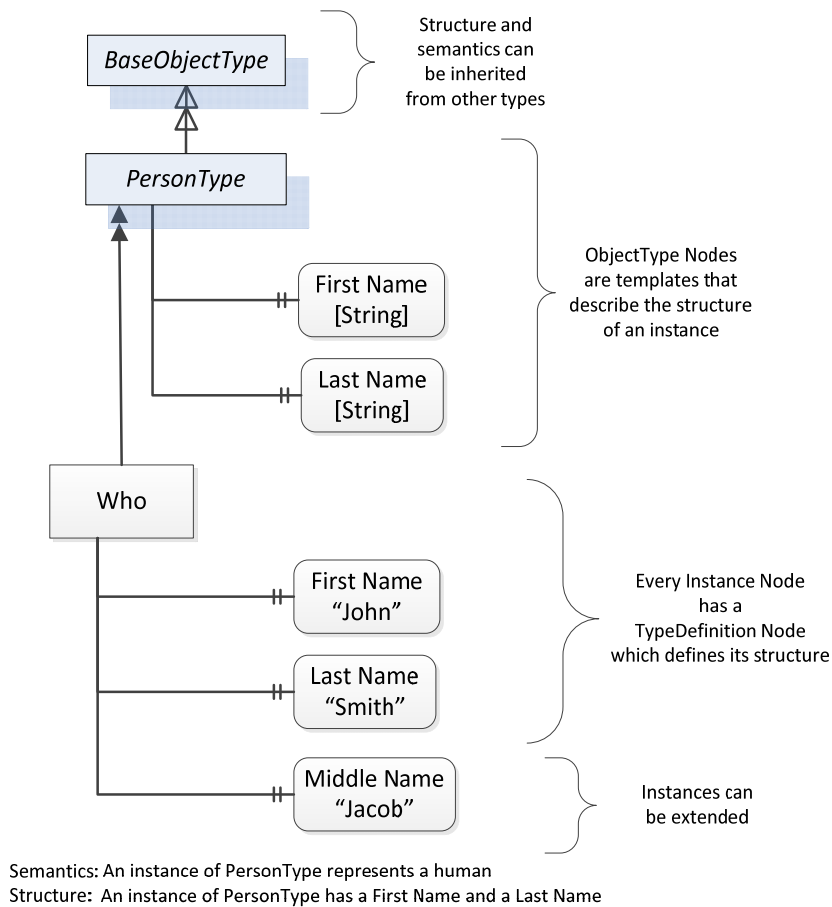 BaseObjectType
Structure and
semantics can
be inherited
from other types
PersonType
First Name
[String]
Last Name
[String]
ObjectType Nodes
are templates that
describe the structure
of an instance
Who
First Name
“John”
Last Name
“Smith”
Every Instance Node
has a
TypeDefinition Node
which defines its structure
Middle Name
“Jacob”
Instances can
be extended
Semantics: An instance of PersonType represents a human
Structure: An instance of PersonType has a First Name and a Last Name